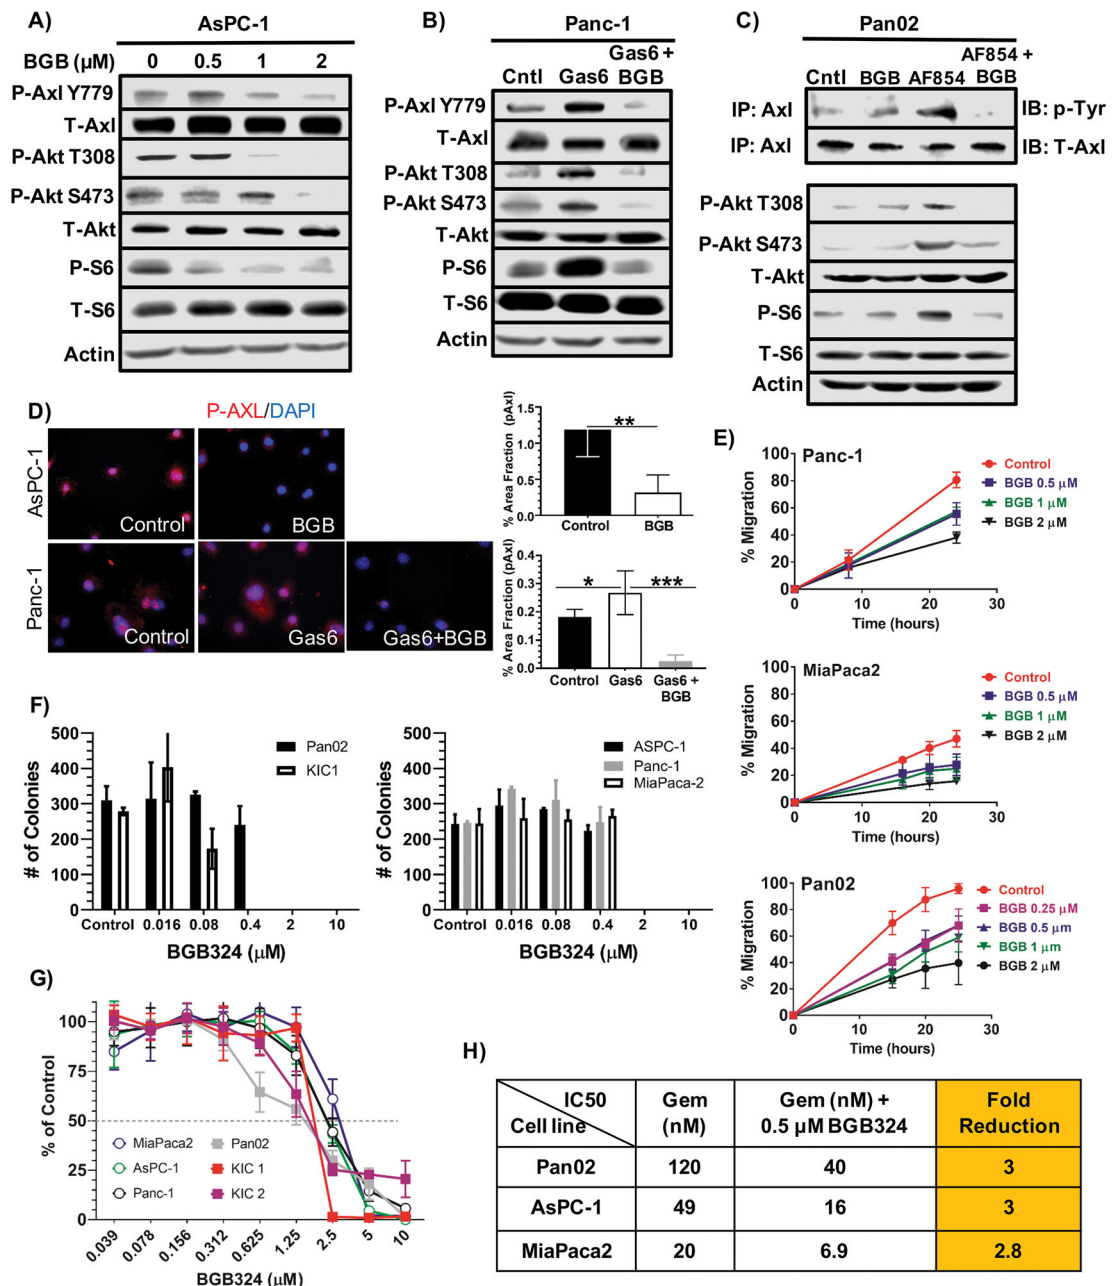 A)
AsPC-1
BGB (µM)
0 0.5 1 2
P-Axl Y779
T-Axl
P-Akt T308
P-Akt S473
T-Akt
P-S6
T-S6
Actin
B)
Panc-1
Cntl Gas6 Gas6 + BGB
P-Axl Y779
T-Axl
P-Akt T308
P-Akt S473
T-Akt
P-S6
T-S6
Actin
C)
Pan02
Cntl BGB AF854 AF854 + BGB
IP: Axl IB: p-Tyr
IP: Axl IB: T-Axl
P-Akt T308
P-Akt S473
T-Akt
P-S6
T-S6
Actin
D)
P-AXL/DAPI
AsPC-1
Control
BGB
Panc-1
Control
Gas6
Gas6+BGB
% Area Fraction (pAxl)
1.5
1.0
0.5
0.0
**
Control BGB
% Area Fraction (pAxl)
0.4
0.3
0.2
0.1
0.0
* ***
Control Gas6 Gas6 + BGB
E)
Panc-1
% Migration
100
80
60
40
20
0
0 10 20 30
Time (hours)
Control
BGB 0.5 µM
BGB 1 µM
BGB 2 µM
MiaPaca2
% Migration
100
80
60
40
20
0
0 10 20 30
Time (hours)
Control
BGB 0.5 µM
BGB 1 µM
BGB 2 µM
Pan02
% Migration
100
80
60
40
20
0
0 10 20 30
Time (hours)
Control
BGB 0.25 µM
BGB 0.5 µm
BGB 1 µm
BGB 2 µM
F)
# of Colonies
500
400
300
200
100
0
Control 0.016 0.08 0.4 2 10
BGB324 (µM)
Pan02
KIC1
# of Colonies
500
400
300
200
100
0
Control 0.016 0.08 0.4 2 10
BGB324 (µM)
ASPC-1
Panc-1
MiaPaca-2
G)
% of Control
100
75
50
25
0
MiaPaca2
AsPC-1
Panc-1
Pan02
KIC 1
KIC 2
0.039 0.078 0.156 0.312 0.625 1.25 2.5 5 10
BGB324 (µM)
H)
IC50
Cell line
Gem (nM)
Gem (nM) + 0.5 µM BGB324
Fold Reduction
Pan02 120 40 3
AsPC-1 49 16 3
MiaPaca2 20 6.9 2.8